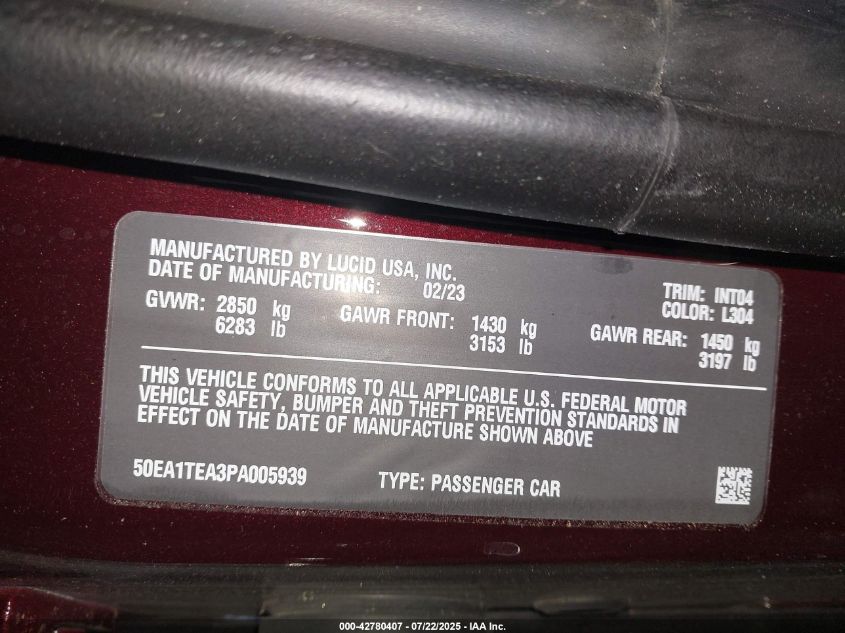 MANUFACTURED BY LUCID USA, INC.
DATE OF MANUFACTURING: 02/23
TRIM: INT04
COLOR: L304
GVWR: 2850 kg
6283 lb
GAWR FRONT: 1430 kg
3153 lb
GAWR REAR: 1450 kg
3197 lb
THIS VEHICLE CONFORMS TO ALL APPLICABLE U.S. FEDERAL MOTOR
VEHICLE SAFETY, BUMPER AND THEFT PREVENTION STANDARDS IN
EFFECT ON THE DATE OF MANUFACTURE SHOWN ABOVE
50EA1TEA3PA005939
TYPE: PASSENGER CAR
000-42780407 - 07/22/2025 - IAA Inc.